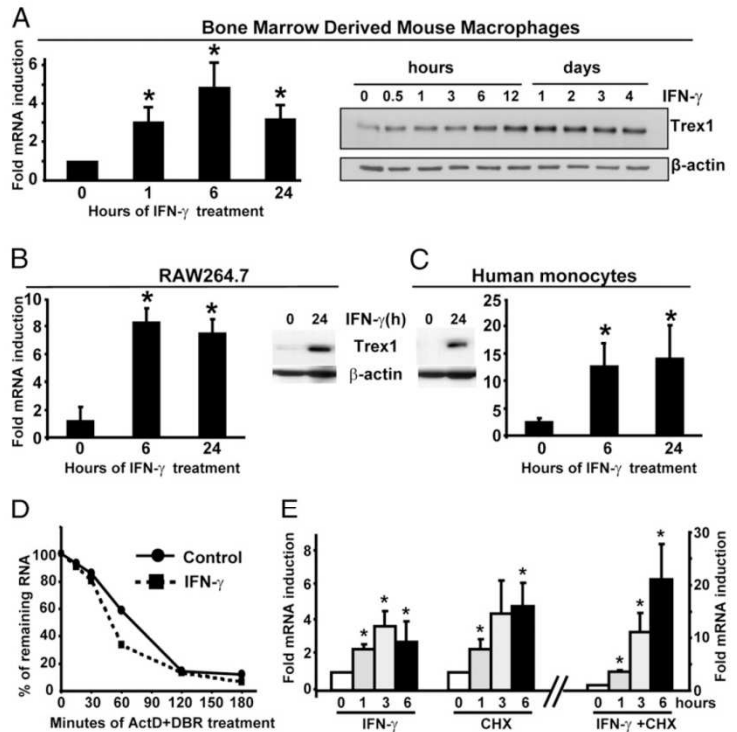 A
Bone Marrow Derived Mouse Macrophages
Fold mRNA induction
6
4
2
0
* * *
0 1 6 24
Hours of IFN-γ treatment
hours days
0 0.5 1 3 6 12 1 2 3 4 IFN-γ
Trex1
β-actin
B
RAW264.7
Fold mRNA induction
10
8
6
4
2
0
* *
0 6 24
Hours of IFN-γ treatment
0 24 IFN-γ(h) 0 24
Trex1
β-actin
C
Human monocytes
25
20
15
10
5
0
* *
0 6 24
Hours of IFN-γ treatment
D
% of remaining RNA
100
80
60
40
20
0
Control
IFN-γ
0 30 60 90 120 150 180
Minutes of ActD+DBR treatment
E
Fold mRNA induction
8
6
4
2
0
* * * * * * * *
30
20
10
0
Fold mRNA induction
0 1 3 6 0 1 3 6 0 1 3 6 hours
IFN-γ CHX IFN-γ +CHX